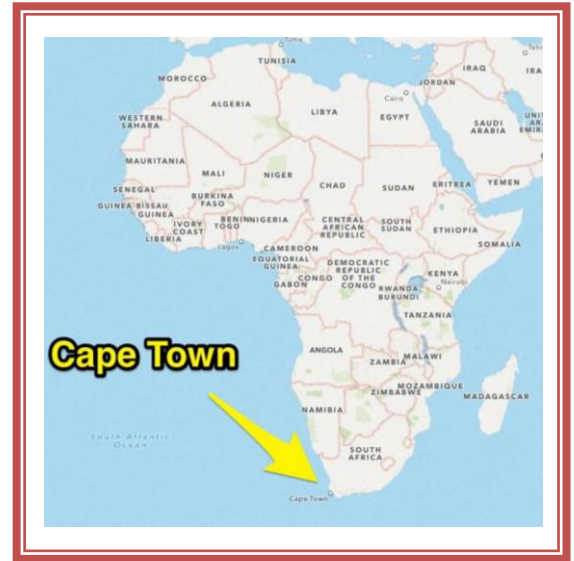 Tunis
TUNISIA
MOROCCO
IRAQ
JORDAN
Cairo
ALGERIA
LIBYA
EGYPT
WESTERN
SAHARA
SAUDI
ARABIA
MAURITANIA
MALI
NIGER
CHAD
SUDAN
ERITREA
YEMEN
SENEGAL
GUINEA-BISSAU
GUINEA
BURKINA
FASO
IVORY
COAST
BENIN
TOGO
NIGERIA
LIBERIA
Lagos
CENTRAL
AFRICAN
REPUBLIC
SOUTH
SUDAN
ETHIOPIA
SOMALIA
CAMEROON
EQUATORIAL
GUINEA
CONGO
GABON
DEMOCRATIC
REPUBLIC
OF THE
CONGO
RWANDA
BURUNDI
KENYA
Nairobi
TANZANIA
Cape Town
ANGOLA
ZAMBIA
MALAWI
MOZAMBIQUE
ZIMBABWE
MADAGASCAR
NAMIBIA
South Atlantic
Ocean
SOUTH
AFRICA
Cape Town